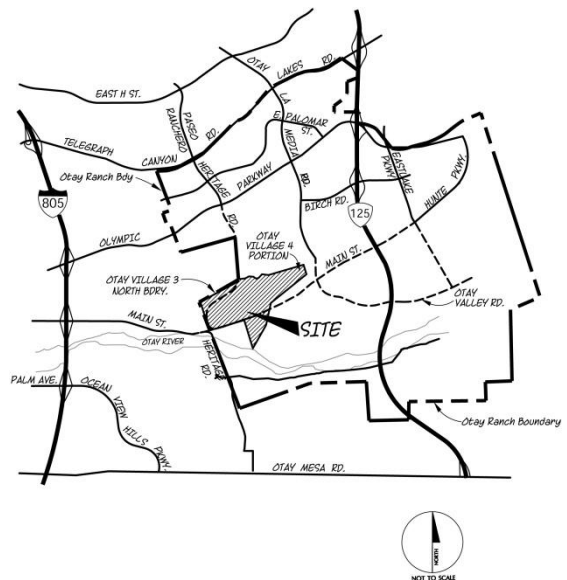 OTAY
LAKES
RD.
EAST H ST.
PASEO
RANCHERO
LA
E. PALOMAR
ST.
TELEGRAPH
CANYON
RD.
MEDIA
RD.
EASTLAKE
PKWY.
Otay Ranch Bdy
HERITAGE
RD.
PARKWAY
HUNTE
PKWY.
805
BIRCH RD.
125
OLYMPIC
OTAY
VILLAGE 4
PORTION
MAIN ST.
OTAY VILLAGE 3
NORTH BDRY.
OTAY
VALLEY RD.
MAIN ST.
SITE
OTAY RIVER
HERITAGE
RD.
PALM AVE.
OCEAN
VIEW
HILLS
PKWY.
Otay Ranch Boundary
OTAY MESA RD.
NORTH
NOT TO SCALE